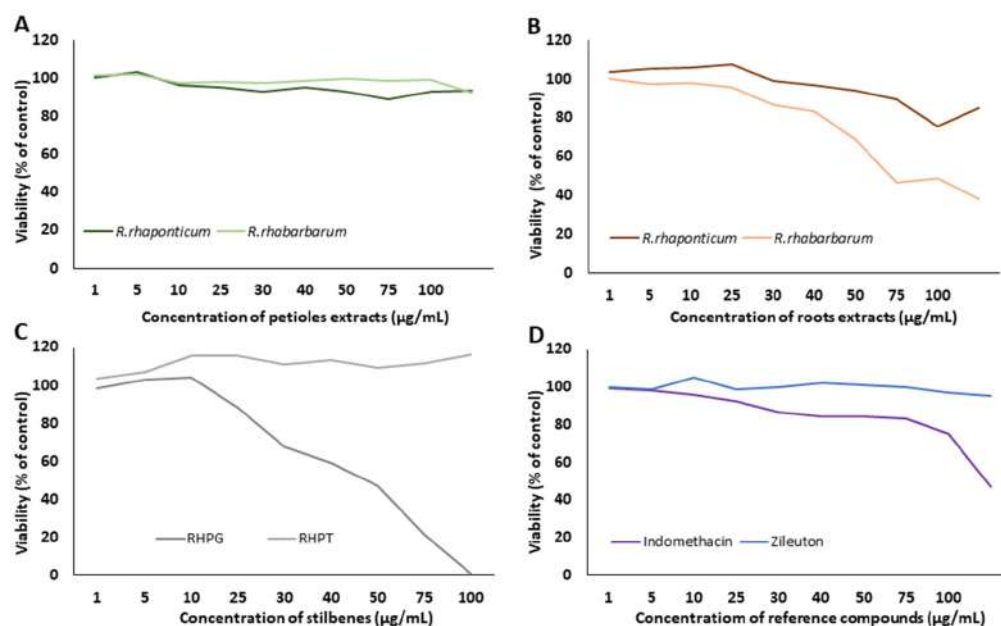 A
120
100
80
60
40
20
0
Viability (% of control)
R.rhaponticum R.rhabarbarum
1 5 10 25 30 40 50 75 100
Concentration of petioles extracts (µg/mL)
B
120
100
80
60
40
20
0
Viability (% of control)
R.rhaponticum R.rhabarbarum
1 5 10 25 30 40 50 75 100
Concentration of roots extracts (µg/mL)
C
120
100
80
60
40
20
0
Viability (% of control)
RHPG RHPT
1 5 10 25 30 40 50 75 100
Concentration of stilbenes (µg/mL)
D
120
100
80
60
40
20
0
Viability (% of control)
Indomethacin Zileuton
1 5 10 25 30 40 50 75 100
Concentratiom of reference compounds (µg/mL)